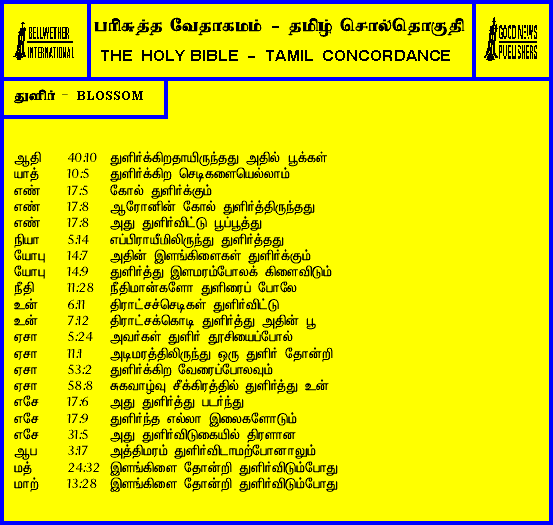 BELLWETHER
INTERNATIONAL
பரிசுத்த வேதாகமம் - தமிழ் சொல்தொகுதி
THE HOLY BIBLE - TAMIL CONCORDANCE
GOOD NEWS
PUBLISHERS
துளிர் - BLOSSOM
ஆதி 40:10 துளிர்க்கிறதாயிருந்தது அதில் பூக்கள்
யாத் 10:5 துளிர்க்கிற செடிகளையெல்லாம்
எண் 17:5 கோல் துளிர்க்கும்
எண் 17:8 ஆரோனின் கோல் துளிர்த்திருந்தது
எண் 17:8 அது துளிர்விட்டு பூப்பூத்து
நியா 5:14 எப்பிராயீமிலிருந்து துளிர்த்தது
யோபு 14:7 அதின் இளங்கிளைகள் துளிர்க்கும்
யோபு 14:9 துளிர்த்து இளமரம்போலக் கிளைவிடும்
நீதி 11:28 நீதிமான்களோ துளிரைப் போலே
உன் 6:11 திராட்சச்செடிகள் துளிர்விட்டு
உன் 7:12 திராட்சக்கொடி துளிர்த்து அதின் பூ
ஏசா 5:24 அவர்கள் துளிர் தூசியைப்போல்
ஏசா 11:1 அடிமரத்திலிருந்து ஒரு துளிர் தோன்றி
ஏசா 53:2 துளிர்க்கிற வேரைப்போலவும்
ஏசா 58:8 சுகவாழ்வு சீக்கிரத்தில் துளிர்த்து உன்
எசே 17:6 அது துளிர்த்து படர்ந்து
எசே 17:9 துளிர்ந்த எல்லா இலைகளோடும்
எசே 31:5 அது துளிர்விடுகையில் திரளான
ஆப 3:17 அத்திமரம் துளிர்விடாமற்போனாலும்
மத் 24:32 இளங்கிளை தோன்றி துளிர்விடும்போது
மாற் 13:28 இளங்கிளை தோன்றி துளிர்விடும்போது